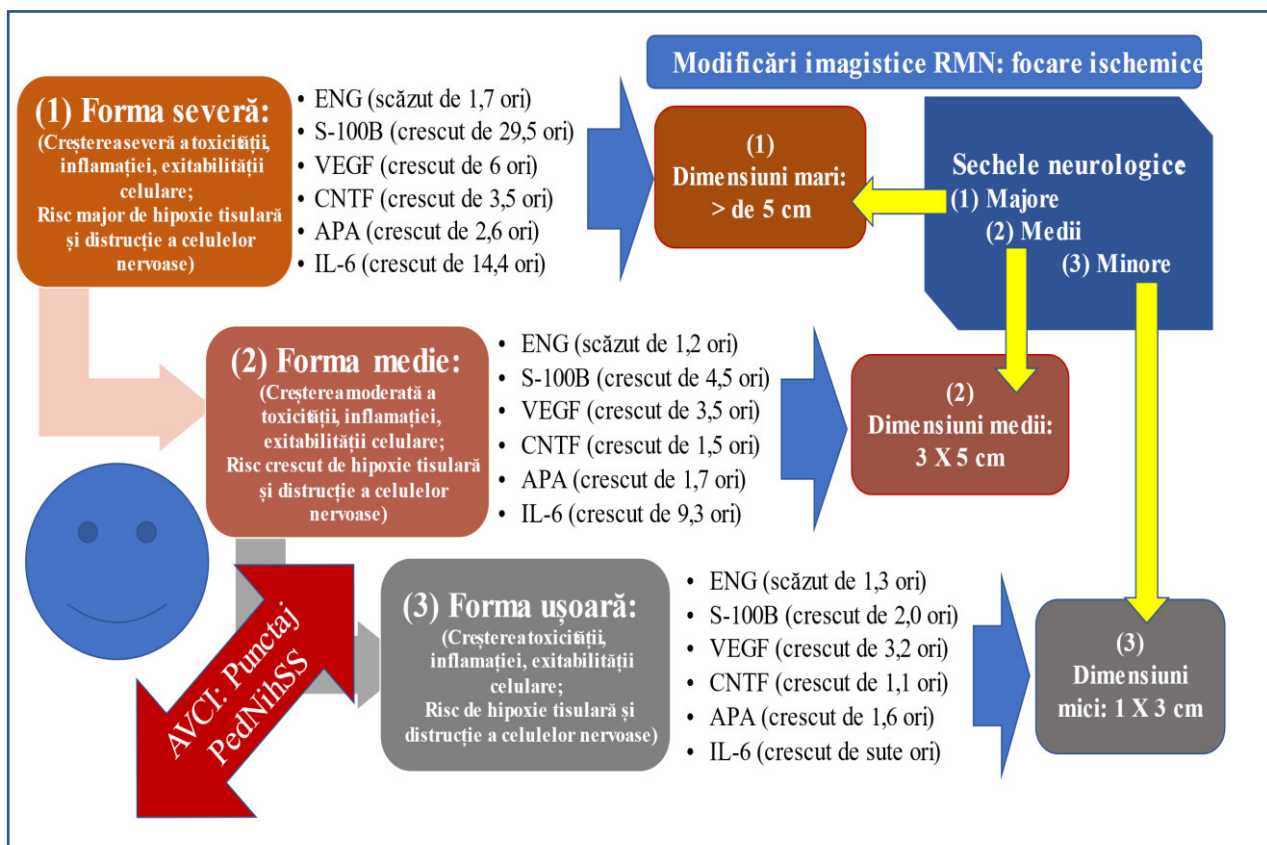 Modificări imagistice RMN: focare ischemice
(1) Forma severă:
(Creșterea severă a toxicității,
inflamației, exitabilității
celulare;
Risc major de hipoxie tisulară
și distrucție a celulelor
nervoase)
• ENG (scăzut de 1,7 ori)
• S-100B (crescut de 29,5 ori)
• VEGF (crescut de 6 ori)
• CNTF (crescut de 3,5 ori)
• APA (crescut de 2,6 ori)
• IL-6 (crescut de 14,4 ori)
(1)
Dimensiuni mari:
> de 5 cm
Sechele neurologice
(1) Majore
(2) Medii
(3) Minore
(2) Forma medie:
(Creșterea moderată a
toxicității, inflamației,
exitabilității celulare;
Risc crescut de hipoxie tisulară
și distrucție a celulelor
nervoase)
• ENG (scăzut de 1,2 ori)
• S-100B (crescut de 4,5 ori)
• VEGF (crescut de 3,5 ori)
• CNTF (crescut de 1,5 ori)
• APA (crescut de 1,7 ori)
• IL-6 (crescut de 9,3 ori)
(2)
Dimensiuni medii:
3 X 5 cm
AVCI: Punctaj
PedNihSS
(3) Forma ușoară:
(Creșterea toxicității,
inflamației, exitabilității
celulare;
Risc de hipoxie tisulară și
distrucție a celulelor nervoase)
• ENG (scăzut de 1,3 ori)
• S-100B (crescut de 2,0 ori)
• VEGF (crescut de 3,2 ori)
• CNTF (crescut de 1,1 ori)
• APA (crescut de 1,6 ori)
• IL-6 (crescut de sute ori)
(3)
Dimensiuni
mici: 1 X 3 cm